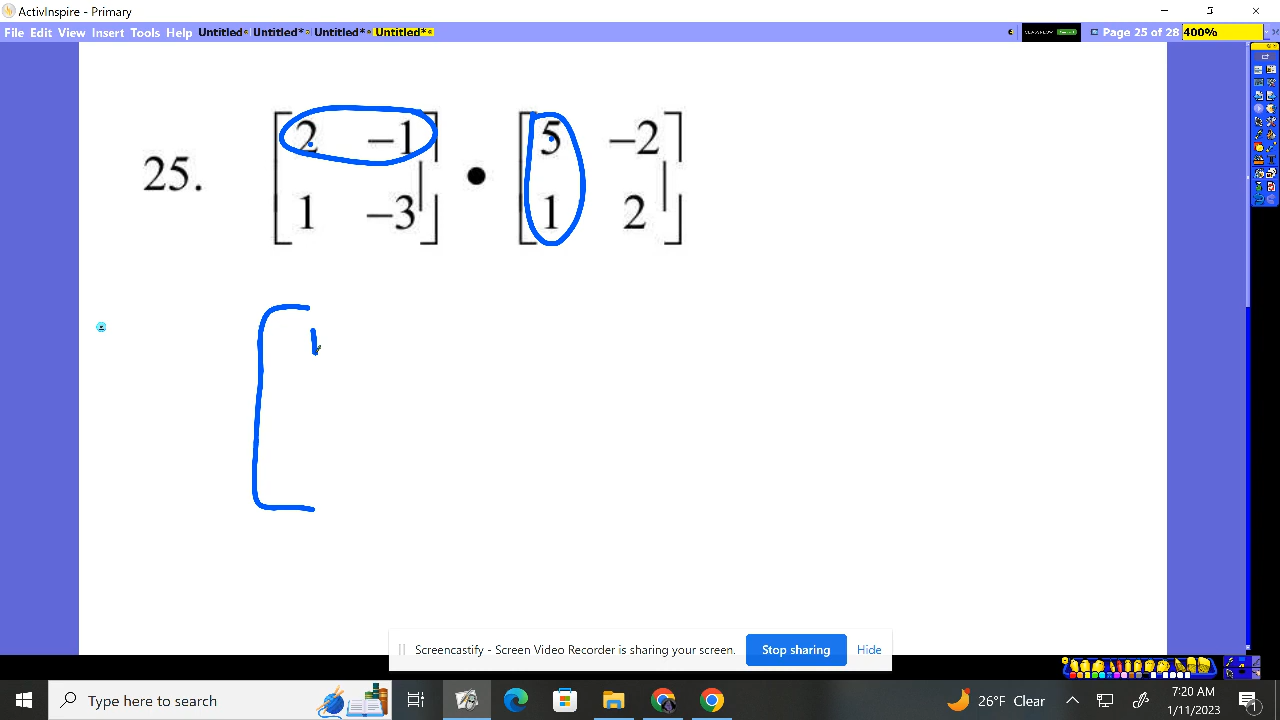 ActivInspire - Primary
File Edit View Insert Tools Help Untitled Untitled* Untitled* Untitled* Page 25 of 28 400%
25. [2 −1] • [5 −2]
[1 −3] [1 2]
Screencastify - Screen Video Recorder is sharing your screen. Stop sharing Hide
Type here to search
26°F Clear
7:20 AM
1/11/2023